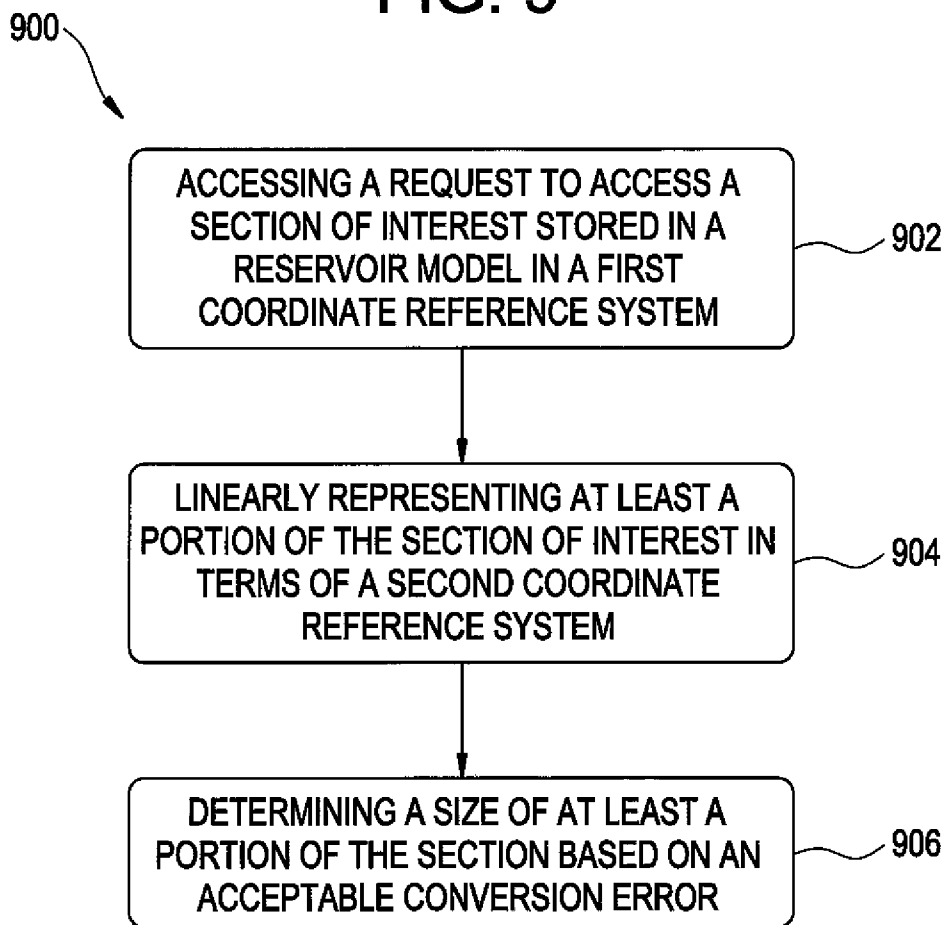 FIG. 9
900
ACCESSING A REQUEST TO ACCESS A
SECTION OF INTEREST STORED IN A
RESERVOIR MODEL IN A FIRST
COORDINATE REFERENCE SYSTEM
902
LINEARLY REPRESENTING AT LEAST A
PORTION OF THE SECTION OF INTEREST IN
TERMS OF A SECOND COORDINATE
REFERENCE SYSTEM
904
DETERMINING A SIZE OF AT LEAST A
PORTION OF THE SECTION BASED ON AN
ACCEPTABLE CONVERSION ERROR
906